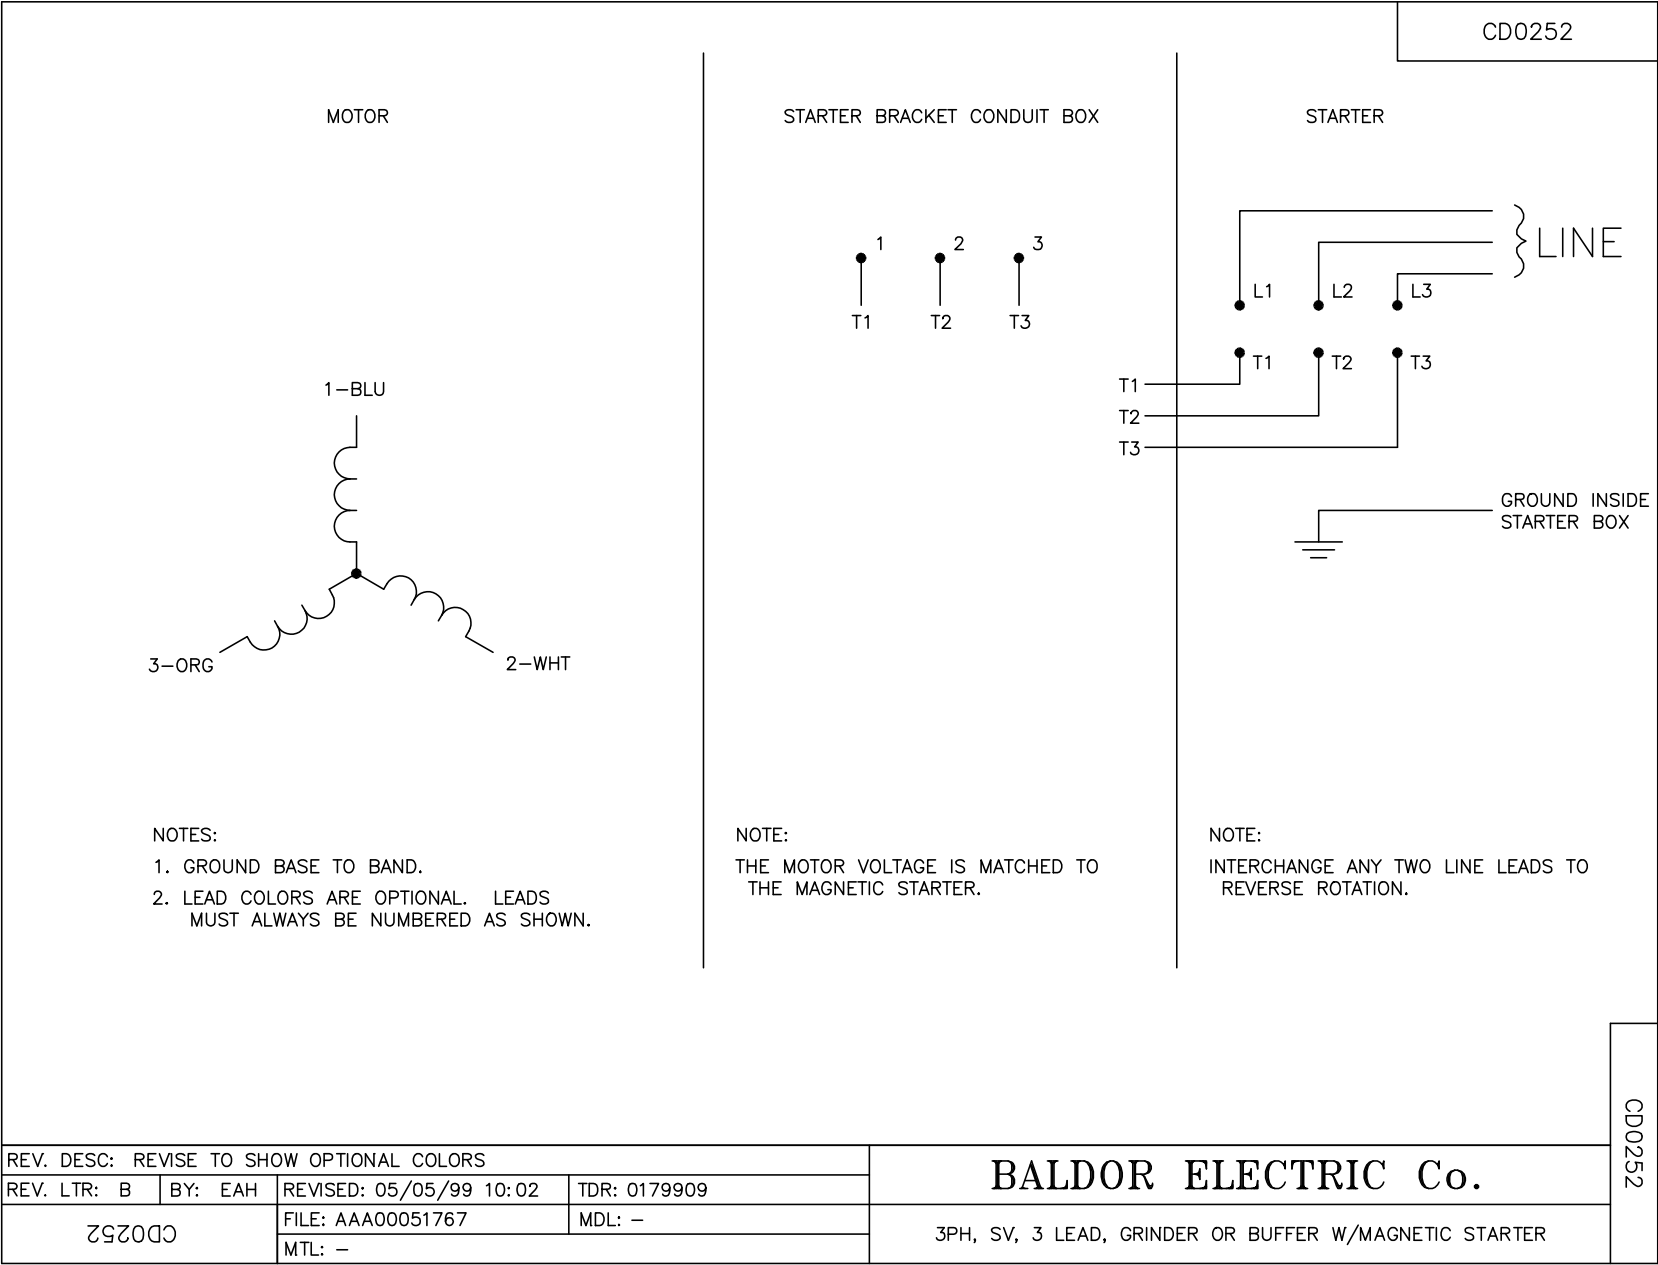 CD0252
MOTOR
STARTER BRACKET CONDUIT BOX
STARTER
1
2
3
T1
T2
T3
LINE
L1
L2
L3
T1
T2
T3
T1
T2
T3
GROUND INSIDE
STARTER BOX
1-BLU
3-ORG
2-WHT
NOTES:
1. GROUND BASE TO BAND.
2. LEAD COLORS ARE OPTIONAL. LEADS
MUST ALWAYS BE NUMBERED AS SHOWN.
NOTE:
THE MOTOR VOLTAGE IS MATCHED TO
THE MAGNETIC STARTER.
NOTE:
INTERCHANGE ANY TWO LINE LEADS TO
REVERSE ROTATION.
CD0252
REV. DESC: REVISE TO SHOW OPTIONAL COLORS
REV. LTR: B
BY: EAH
REVISED: 05/05/99 10:02
TDR: 0179909
CD0252
FILE: AAA00051767
MDL: -
MTL: -
BALDOR ELECTRIC Co.
3PH, SV, 3 LEAD, GRINDER OR BUFFER W/MAGNETIC STARTER